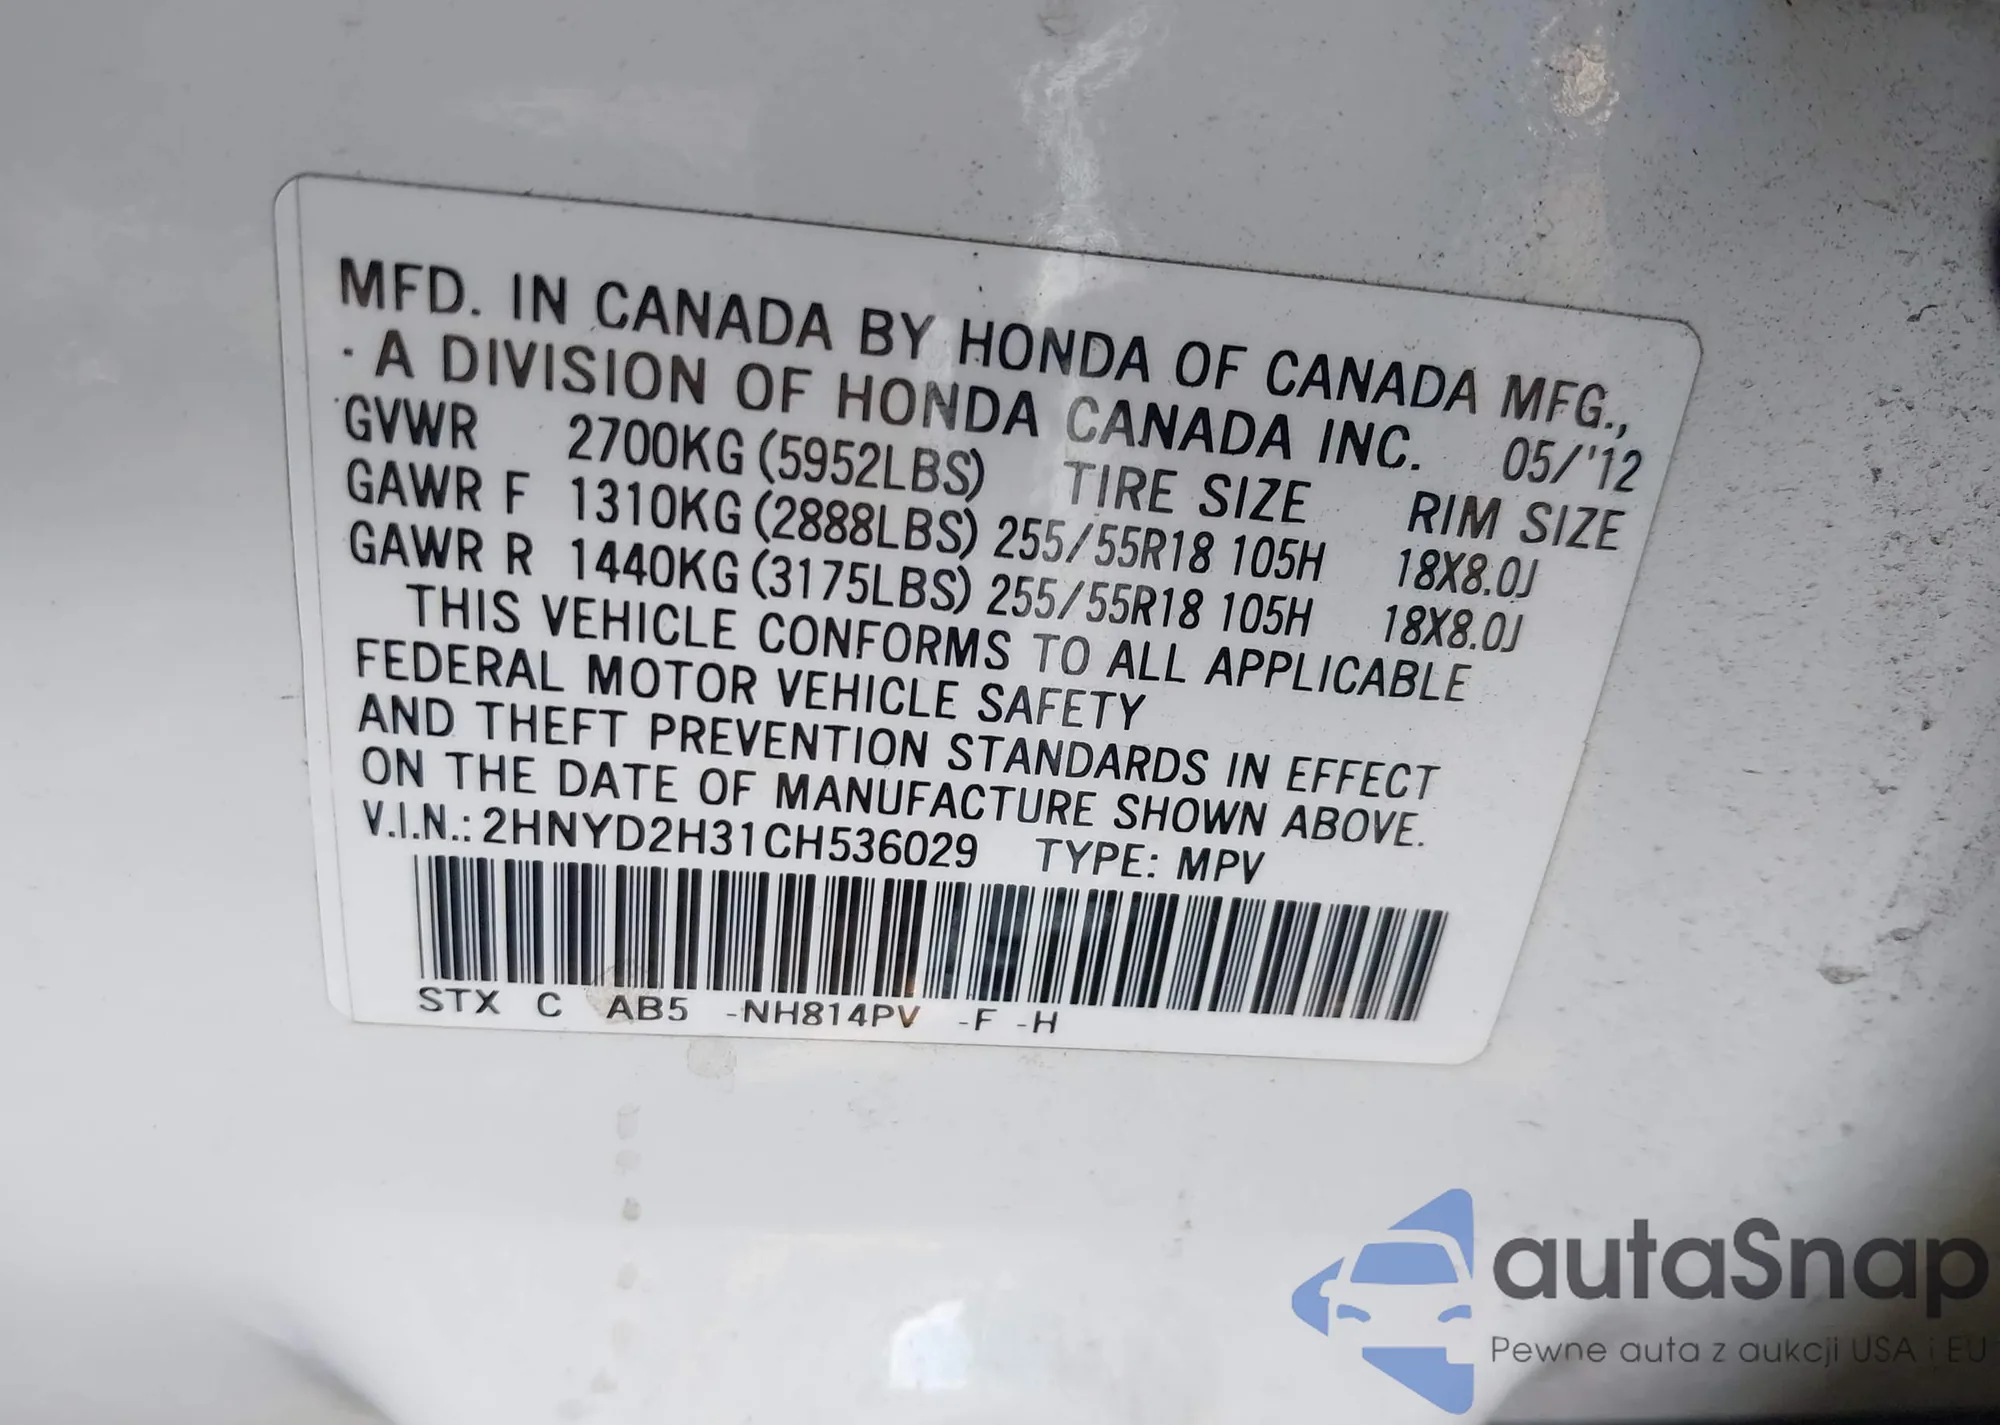 MFD. IN CANADA BY HONDA OF CANADA MFG.,
· A DIVISION OF HONDA CANADA INC. 05/'12
GVWR 2700KG (5952LBS) TIRE SIZE RIM SIZE
GAWR F 1310KG (2888LBS) 255/55R18 105H 18X8.0J
GAWR R 1440KG (3175LBS) 255/55R18 105H 18X8.0J
THIS VEHICLE CONFORMS TO ALL APPLICABLE
FEDERAL MOTOR VEHICLE SAFETY
AND THEFT PREVENTION STANDARDS IN EFFECT
ON THE DATE OF MANUFACTURE SHOWN ABOVE.
V.I.N.: 2HNYD2H31CH536029 TYPE: MPV
STX C AB5 -NH814PV -F -H
autaSnap
Pewne auta z aukcji USA i EU